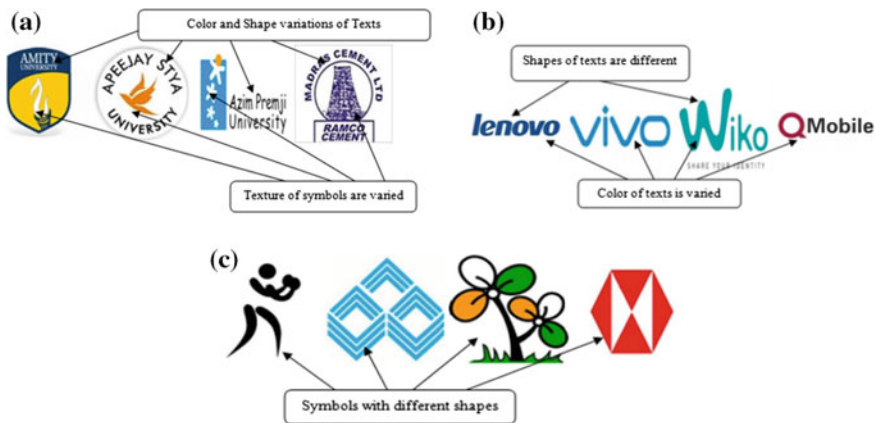 (a)
Color and Shape variations of Texts
AMITY
UNIVERSITY
APEEJAY STYA
UNIVERSITY
Azim Premji
University
MADRAS CEMENT LTD
RAMCO
CEMENT
Texture of symbols are varied
(b)
Shapes of texts are different
lenovo
vivo
Wiko
SHARE YOUR IDENTITY
QMobile
Color of texts is varied
(c)
Symbols with different shapes